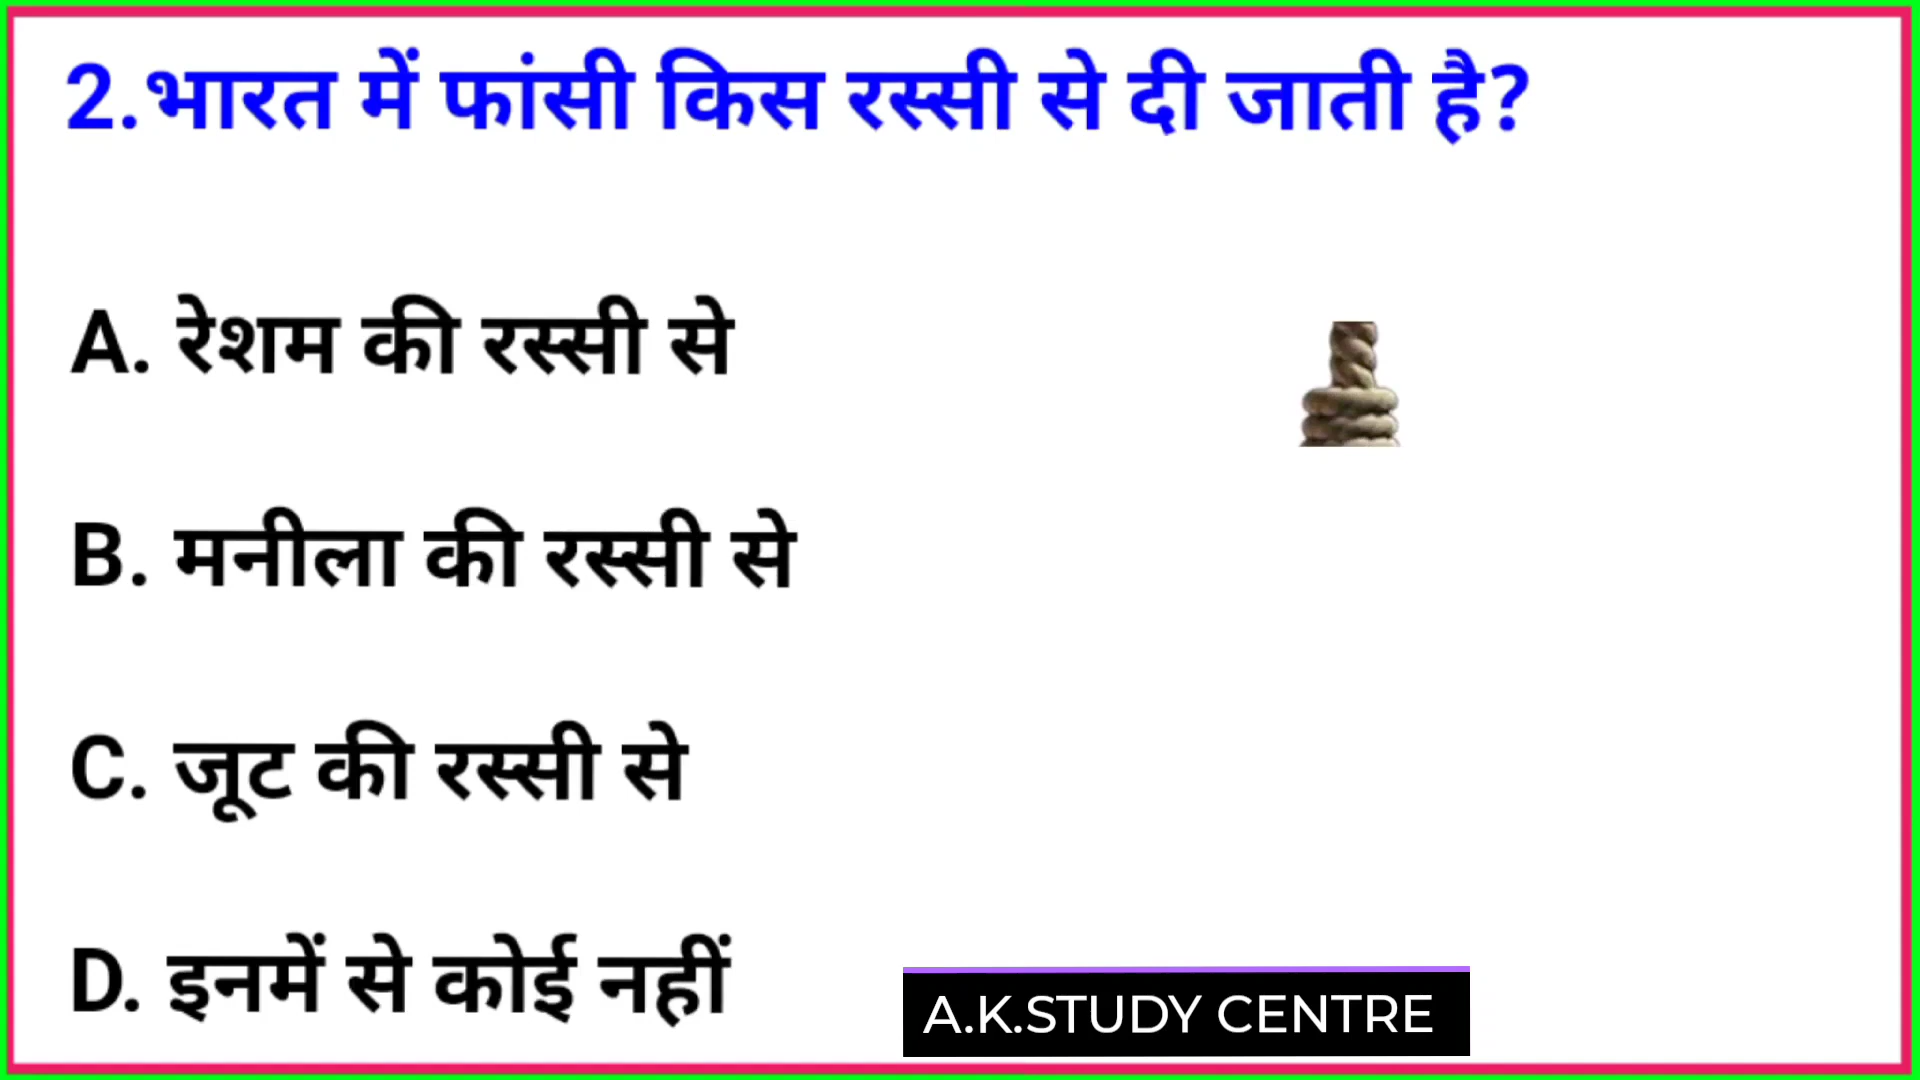 2.भारत में फांसी किस रस्सी से दी जाती है?
A. रेशम की रस्सी से
B. मनीला की रस्सी से
C. जूट की रस्सी से
D. इनमें से कोई नहीं
A.K.STUDY CENTRE